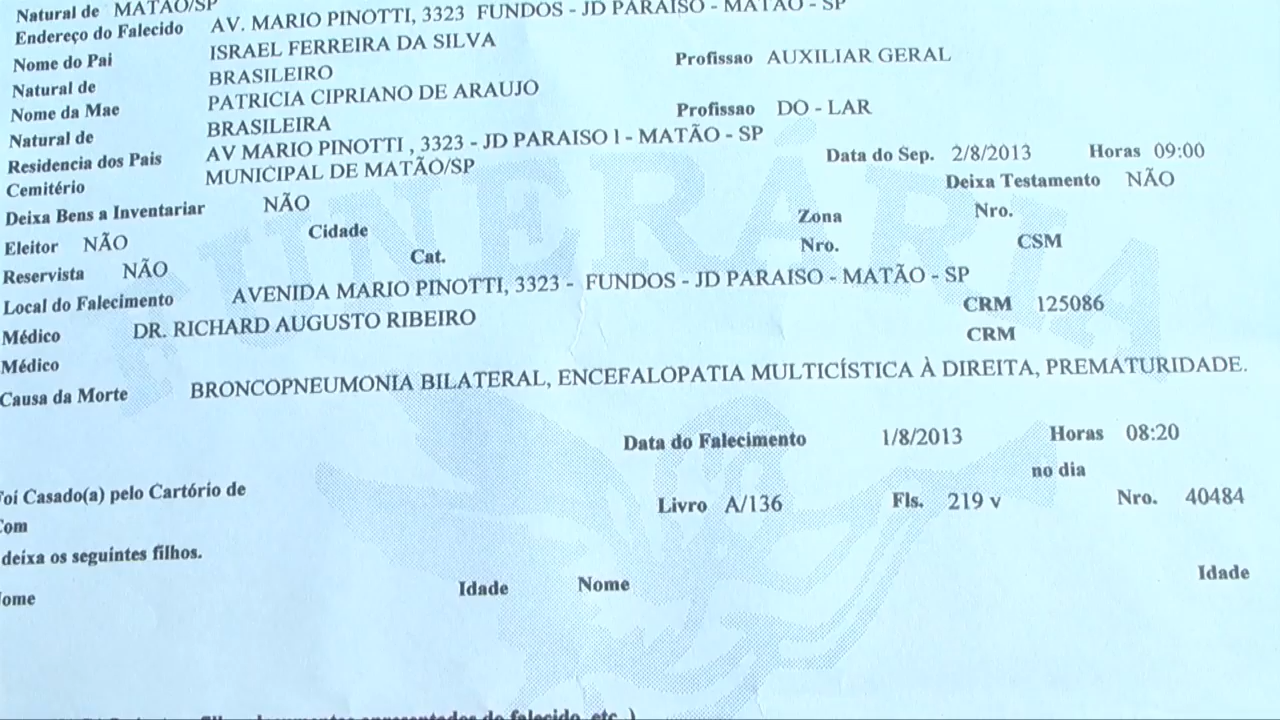 Natural de MATÃO/SP
Endereço do Falecido AV. MARIO PINOTTI, 3323 FUNDOS - JD PARAISO - MATÃO - SP
Nome do Pai ISRAEL FERREIRA DA SILVA Profissao AUXILIAR GERAL
Natural de BRASILEIRO
Nome da Mae PATRICIA CIPRIANO DE ARAUJO Profissao DO - LAR
Natural de BRASILEIRA
Residencia dos Pais AV MARIO PINOTTI , 3323 - JD PARAISO 1 - MATÃO - SP
Cemitério MUNICIPAL DE MATÃO/SP Data do Sep. 2/8/2013 Horas 09:00
Deixa Bens a Inventariar NÃO Deixa Testamento NÃO
Eleitor NÃO Cidade Zona Nro.
Reservista NÃO Cat. Nro. CSM
Local do Falecimento AVENIDA MARIO PINOTTI, 3323 - FUNDOS - JD PARAISO - MATÃO - SP
Médico DR. RICHARD AUGUSTO RIBEIRO CRM 125086
Médico CRM
Causa da Morte BRONCOPNEUMONIA BILATERAL, ENCEFALOPATIA MULTICÍSTICA À DIREITA, PREMATURIDADE.
Data do Falecimento 1/8/2013 Horas 08:20
Foi Casado(a) pelo Cartório de no dia
Com Livro A/136 Fls. 219 v Nro. 40484
deixa os seguintes filhos.
Nome Idade Nome Idade
documentos apresentados do falecido, etc.)
FUNERÁRIA